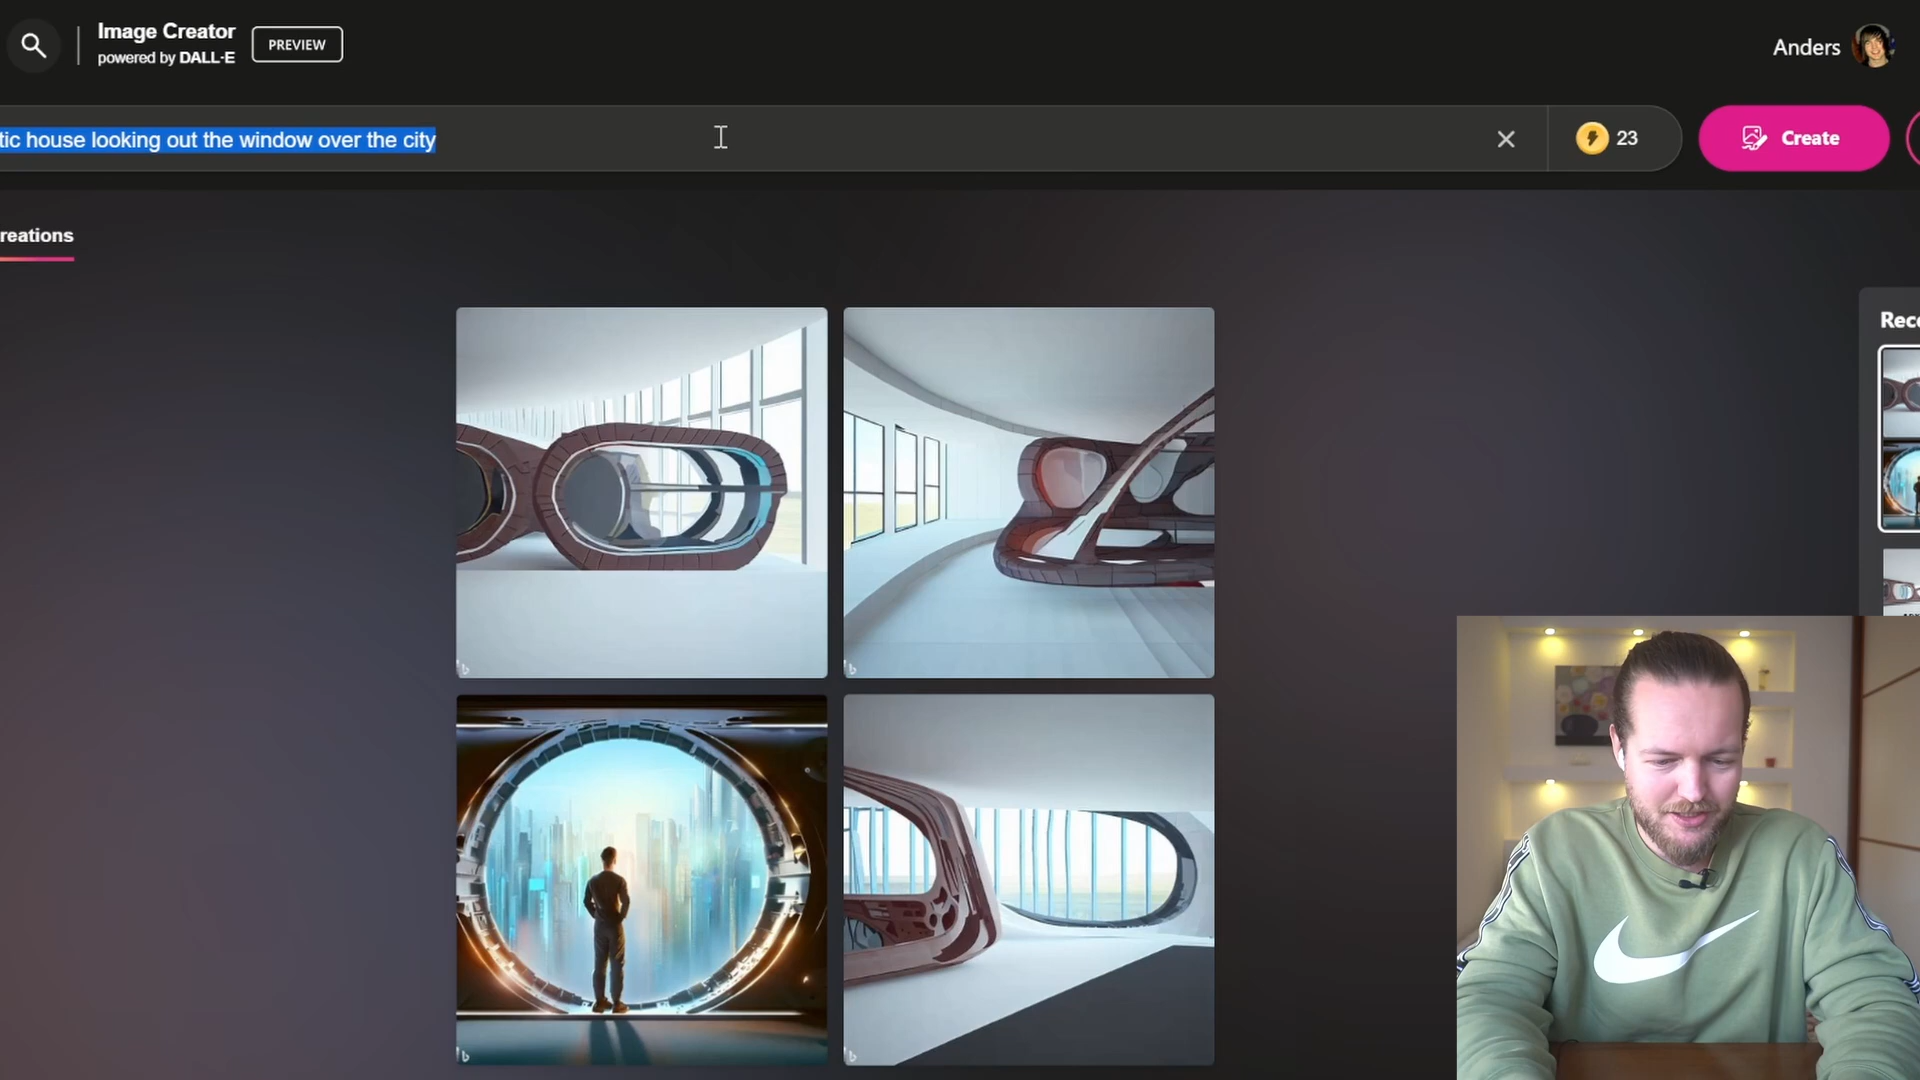 Image Creator
powered by DALL·E
PREVIEW
Anders
tic house looking out the window over the city
23
Create
reations
Rec